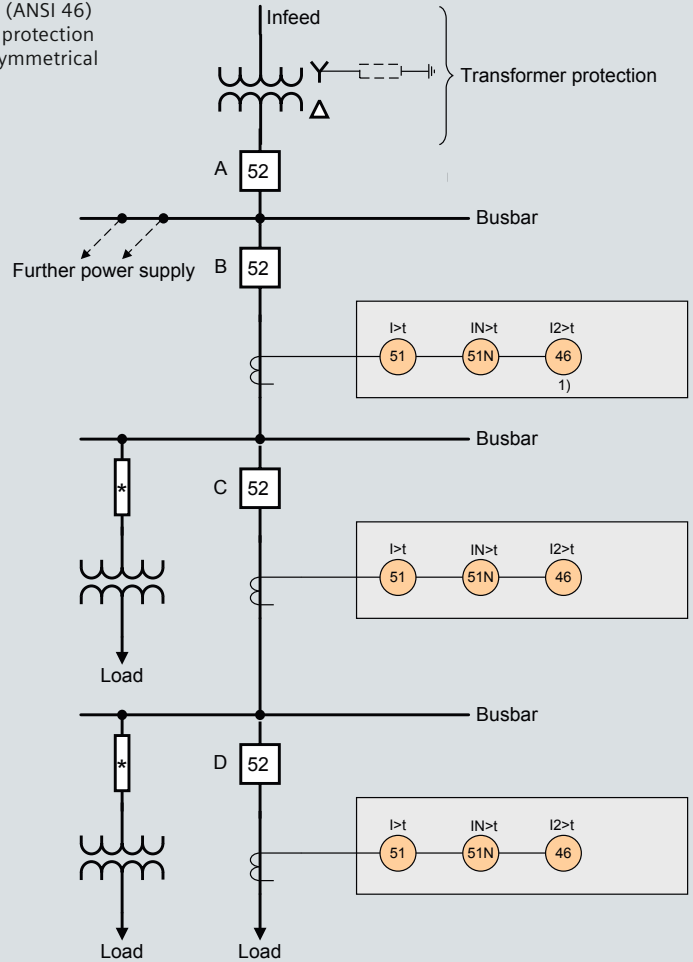 (ANSI 46)
protection
symmetrical
Infeed
Transformer protection
A 52
Busbar
Further power supply
B 52
I>t IN>t I2>t
51 51N 46
1)
Busbar
*
C 52
I>t IN>t I2>t
51 51N 46
Load
Busbar
*
D 52
I>t IN>t I2>t
51 51N 46
Load Load